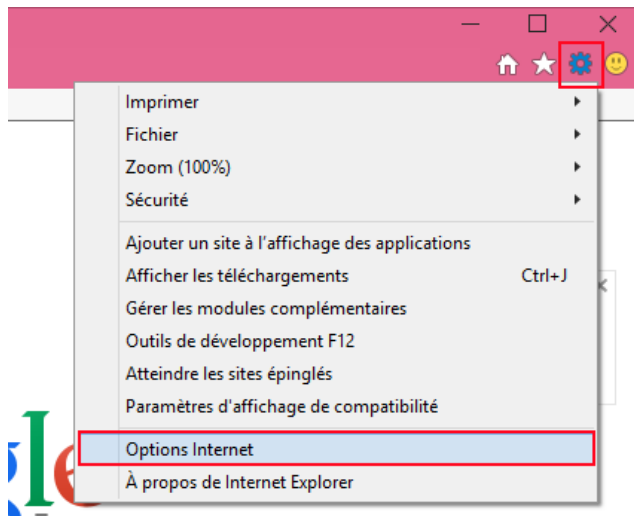 Imprimer
Fichier
Zoom (100%)
Sécurité
Ajouter un site à l'affichage des applications
Afficher les téléchargements Ctrl+J
Gérer les modules complémentaires
Outils de développement F12
Atteindre les sites épinglés
Paramètres d'affichage de compatibilité
gle
Options Internet
À propos de Internet Explorer